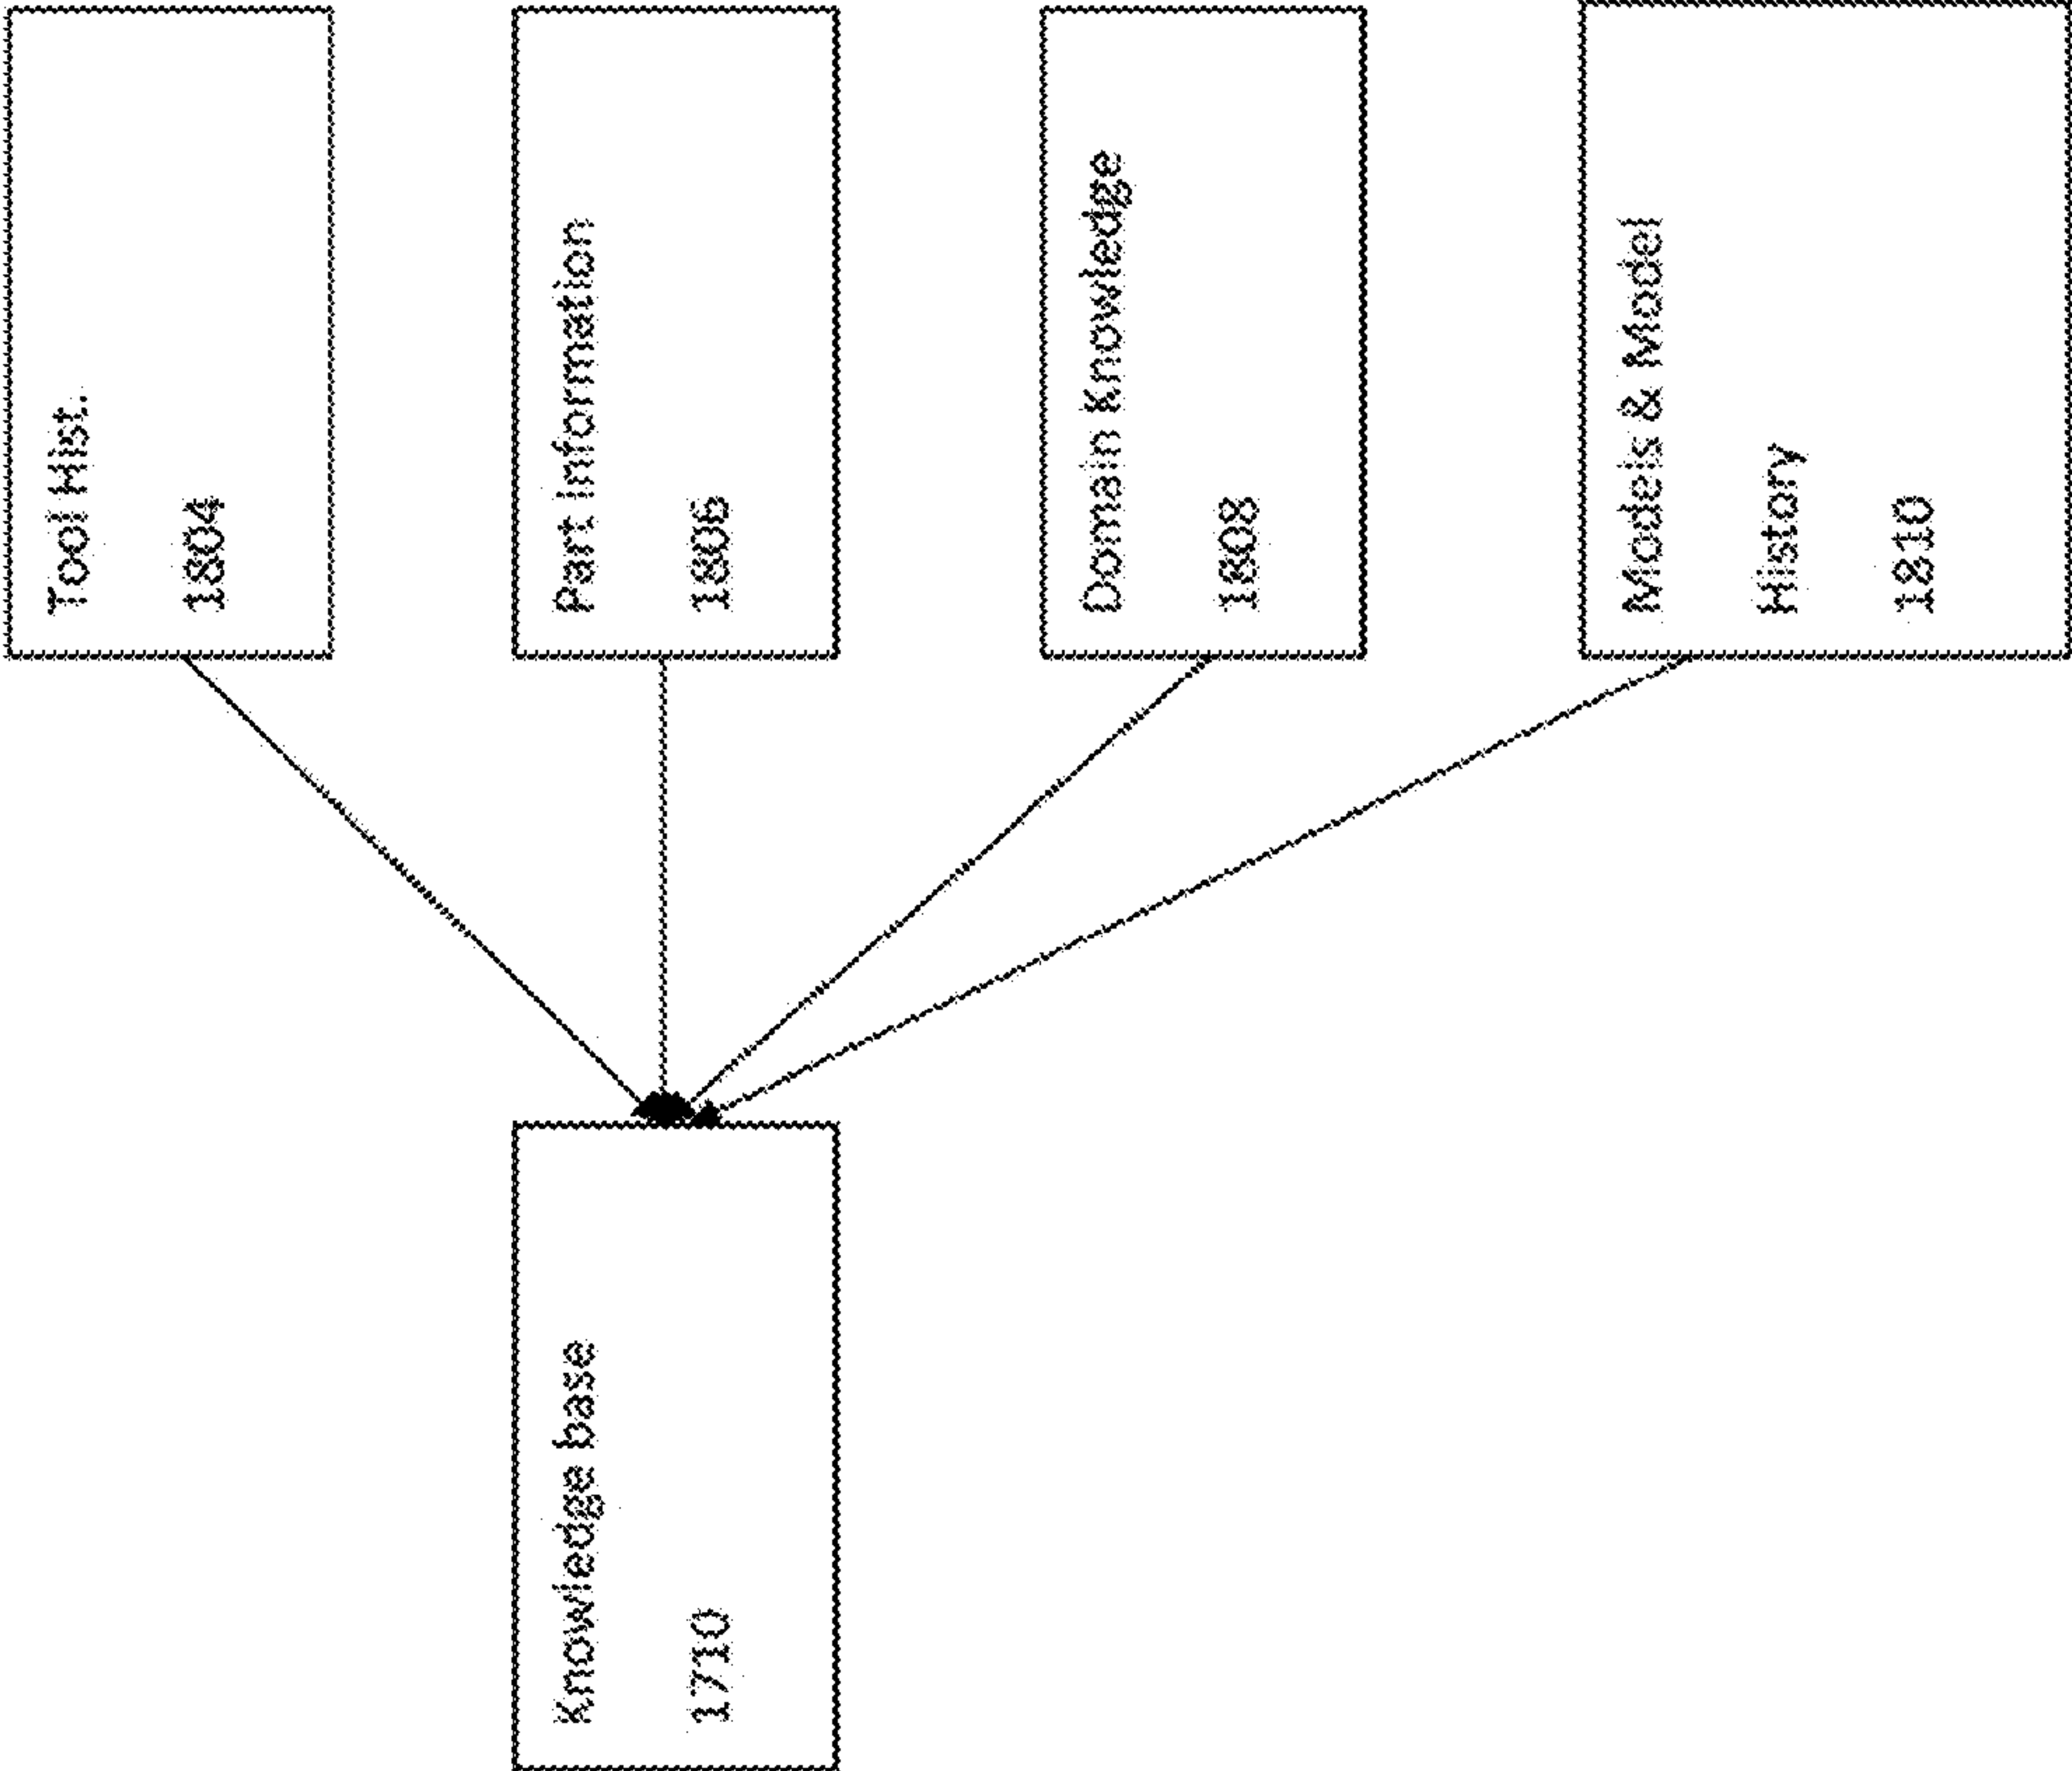 Tool Hist.
1804
Part Information
1806
Domain Knowledge
1808
Models & Model
History
1810
Knowledge base
1710